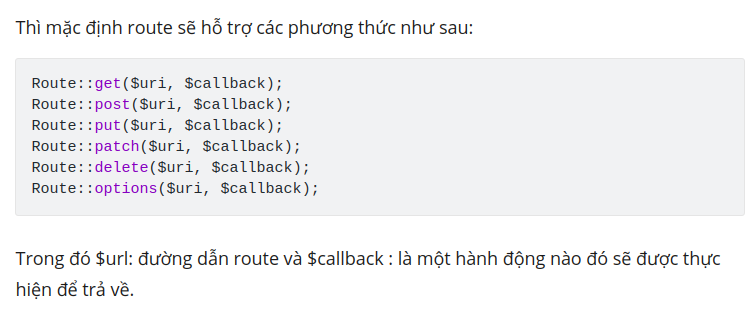 Thì mặc định route sẽ hỗ trợ các phương thức như sau:
Route::get($uri, $callback);
Route::post($uri, $callback);
Route::put($uri, $callback);
Route::patch($uri, $callback);
Route::delete($uri, $callback);
Route::options($uri, $callback);
Trong đó $url: đường dẫn route và $callback : là một hành động nào đó sẽ được thực
hiện để trả về.